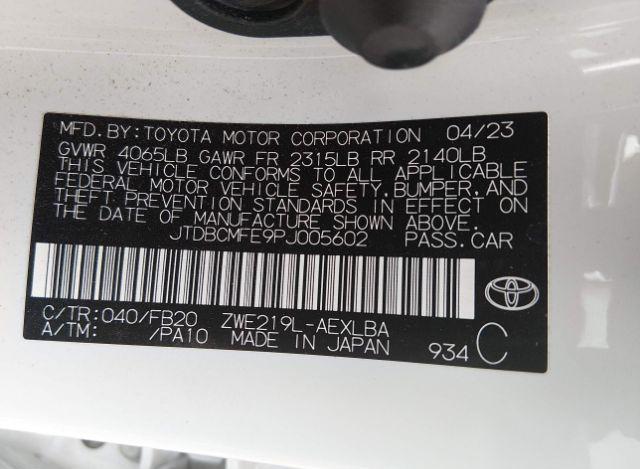 MFD.BY:TOYOTA MOTOR CORPORATION 04/23
GVWR 4065LB GAWR FR 2315LB RR 2140LB
THIS VEHICLE CONFORMS TO ALL APPLICABLE
FEDERAL MOTOR VEHICLE SAFETY,BUMPER,AND
THEFT PREVENTION STANDARDS IN EFFECT ON
THE DATE OF MANUFACTURE SHOWN ABOVE.
JTDBCMFE9PJ005602 PASS.CAR
C/TR:040/FB20 ZWE219L-AEXLBA
A/TM: /PA10 MADE IN JAPAN 934 C